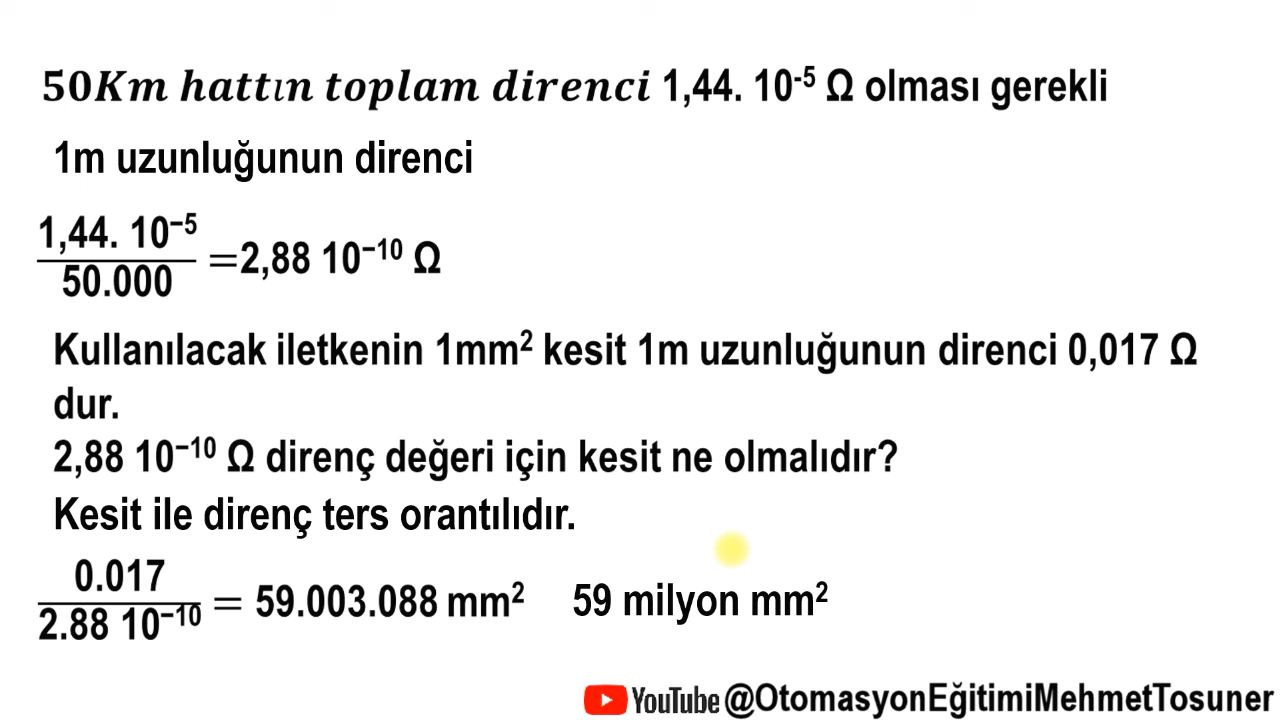 50Km hattın toplam direnci 1,44. 10⁻⁵ Ω olması gerekli
1m uzunluğunun direnci
1,44. 10⁻⁵
50.000
=2,88 10⁻¹⁰ Ω
Kullanılacak iletkenin 1mm² kesit 1m uzunluğunun direnci 0,017 Ω
dur.
2,88 10⁻¹⁰ Ω direnç değeri için kesit ne olmalıdır?
Kesit ile direnç ters orantılıdır.
0.017
2.88 10⁻¹⁰
= 59.003.088 mm² 59 milyon mm²
YouTube @OtomasyonEğitimiMehmetTosuner